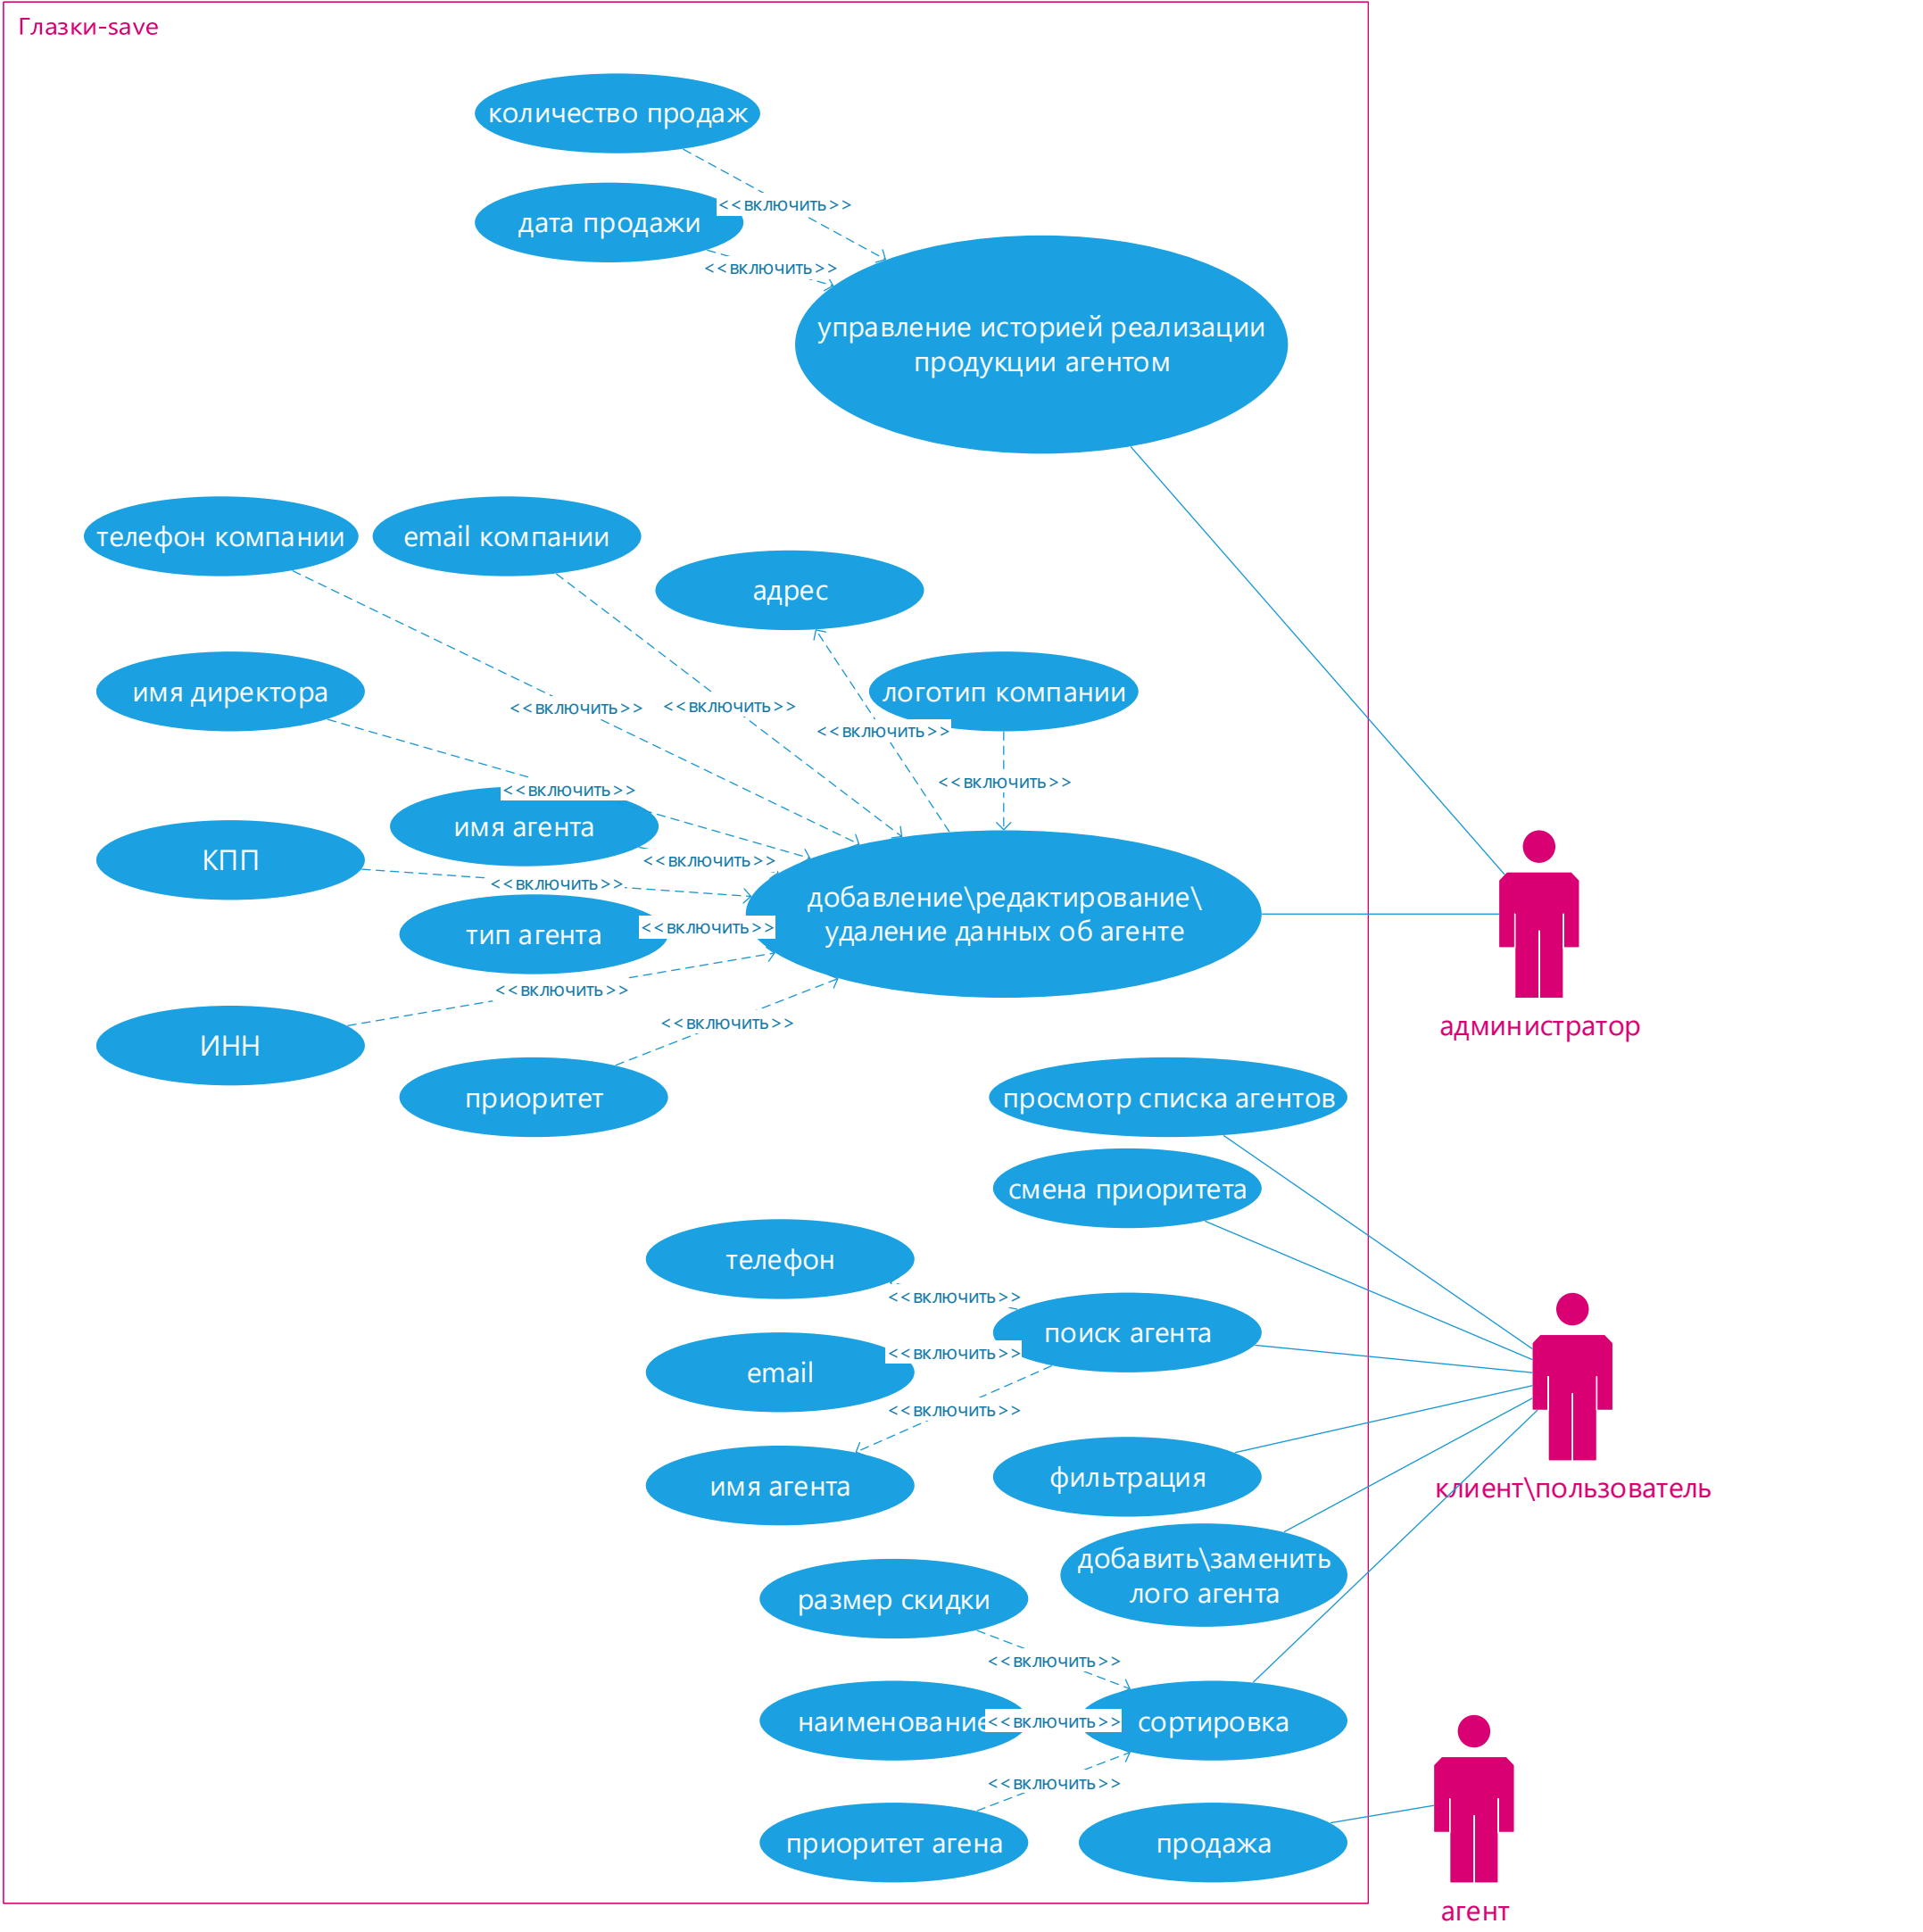 Глазки-save
количество продаж
<<включить>>
дата продажи
<<включить>>
управление историей реализации
продукции агентом
телефон компании
email компании
адрес
имя директора
логотип компании
<<включить>>
<<включить>>
<<включить>>
<<включить>>
<<включить>>
имя агента
КПП
<<включить>>
<<включить>>
добавление\редактирование\
удаление данных об агенте
тип агента
<<включить>>
<<включить>>
<<включить>>
ИНН
приоритет
администратор
просмотр списка агентов
смена приоритета
телефон
<<включить>>
поиск агента
<<включить>>
email
<<включить>>
имя агента
фильтрация
клиент\пользователь
добавить\заменить
лого агента
размер скидки
<<включить>>
наименование
<<включить>>
сортировка
<<включить>>
приоритет агена
продажа
агент